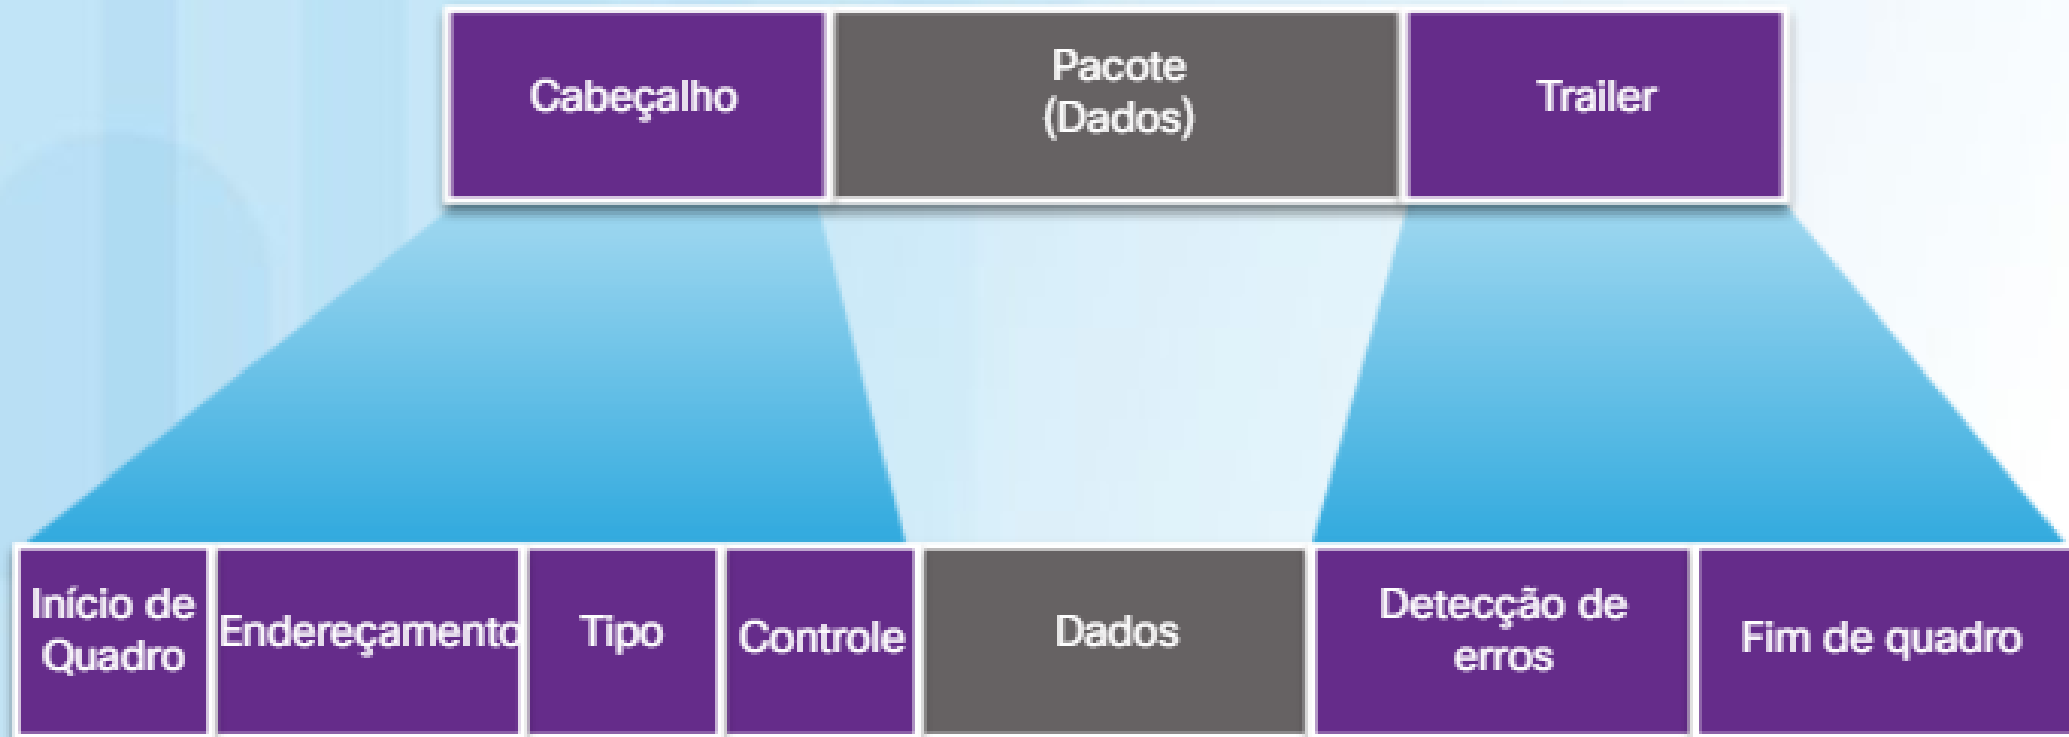 Cabeçalho
Pacote
(Dados)
Trailer
Início de
Quadro
Endereçamento
Tipo
Controle
Dados
Detecção de
erros
Fim de quadro